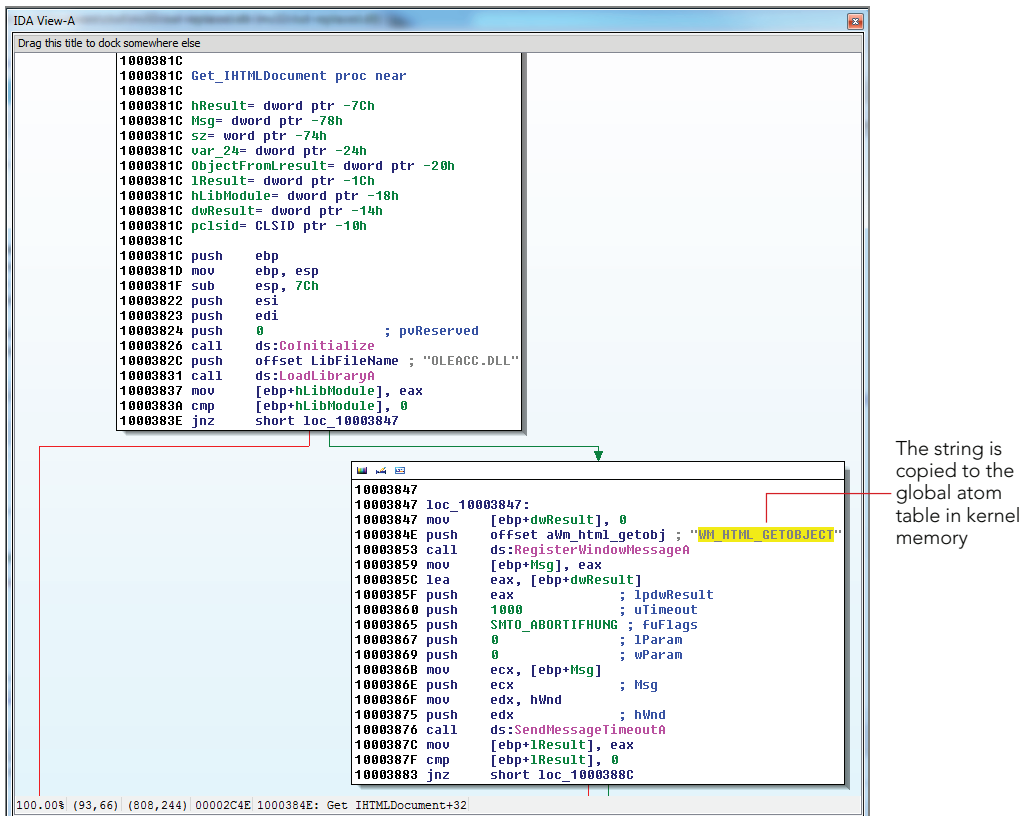 IDA View-A
Drag this title to dock somewhere else
1000381C
1000381C Get_IHTMLDocument proc near
1000381C
1000381C hResult= dword ptr -7Ch
1000381C Msg= dword ptr -78h
1000381C sz= word ptr -74h
1000381C var_24= dword ptr -24h
1000381C ObjectFromLresult= dword ptr -20h
1000381C lResult= dword ptr -1Ch
1000381C hLibModule= dword ptr -18h
1000381C dwResult= dword ptr -14h
1000381C pclsid= CLSID ptr -10h
1000381C
1000381C push ebp
1000381D mov ebp, esp
1000381F sub esp, 7Ch
10003822 push esi
10003823 push edi
10003824 push 0 ; pvReserved
10003826 call ds:CoInitialize
1000382C push offset LibFileName ; "OLEACC.DLL"
10003831 call ds:LoadLibraryA
10003837 mov [ebp+hLibModule], eax
1000383A cmp [ebp+hLibModule], 0
1000383E jnz short loc_10003847
10003847
10003847 loc_10003847:
10003847 mov [ebp+dwResult], 0
1000384E push offset aWm_html_getobj ; "WM_HTML_GETOBJECT"
10003853 call ds:RegisterWindowMessageA
10003859 mov [ebp+Msg], eax
1000385C lea eax, [ebp+dwResult]
1000385F push eax ; lpdwResult
10003860 push 1000 ; uTimeout
10003865 push SMTO_ABORTIFHUNG ; fuFlags
10003867 push 0 ; lParam
10003869 push 0 ; wParam
1000386B mov ecx, [ebp+Msg]
1000386E push ecx ; Msg
1000386F mov edx, hWnd
10003875 push edx ; hWnd
10003876 call ds:SendMessageTimeoutA
1000387C mov [ebp+lResult], eax
1000387F cmp [ebp+lResult], 0
10003883 jnz short loc_1000388C
The string is
copied to the
global atom
table in kernel
memory
100.00% (93,66) (808,244) 00002C4E 1000384E: Get IHTMLDocument+32